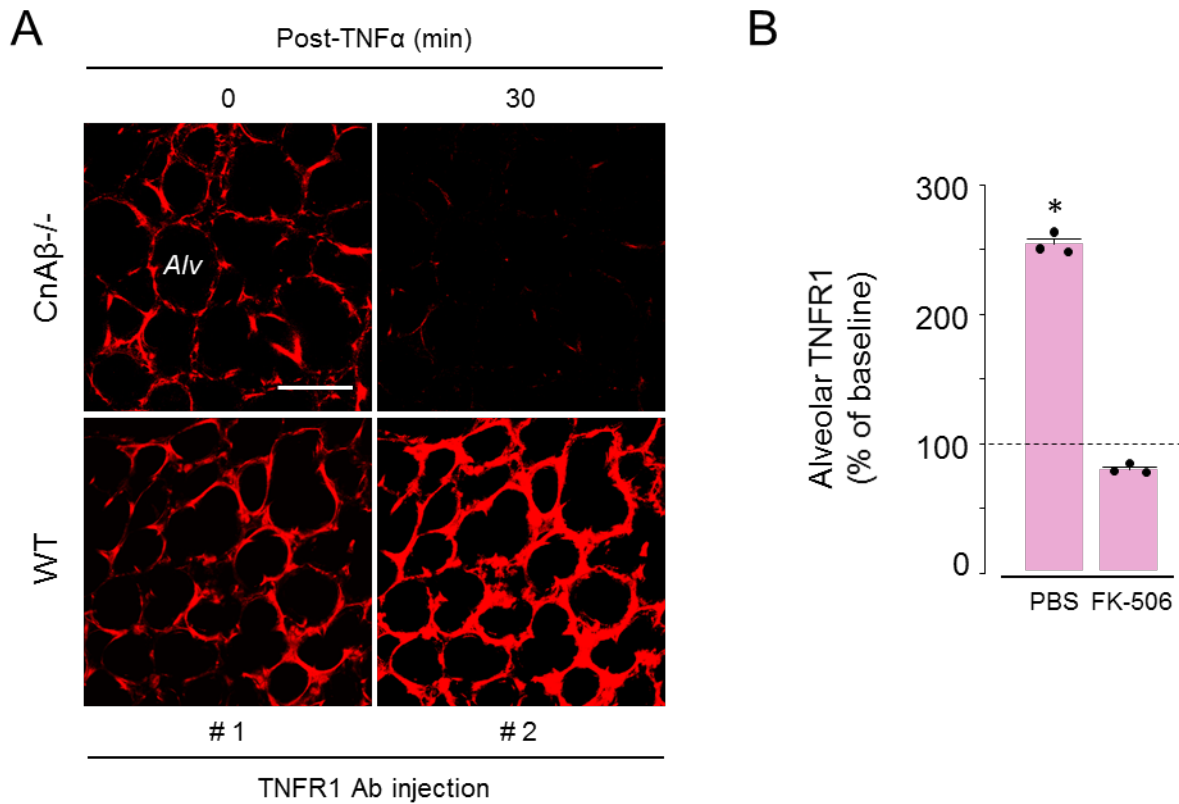 A
Post-TNFα (min)
0 30
CnAβ-/-
Alv
WT
# 1 # 2
TNFR1 Ab injection
B
Alveolar TNFR1
(% of baseline)
300
200
100
0
*
PBS FK-506